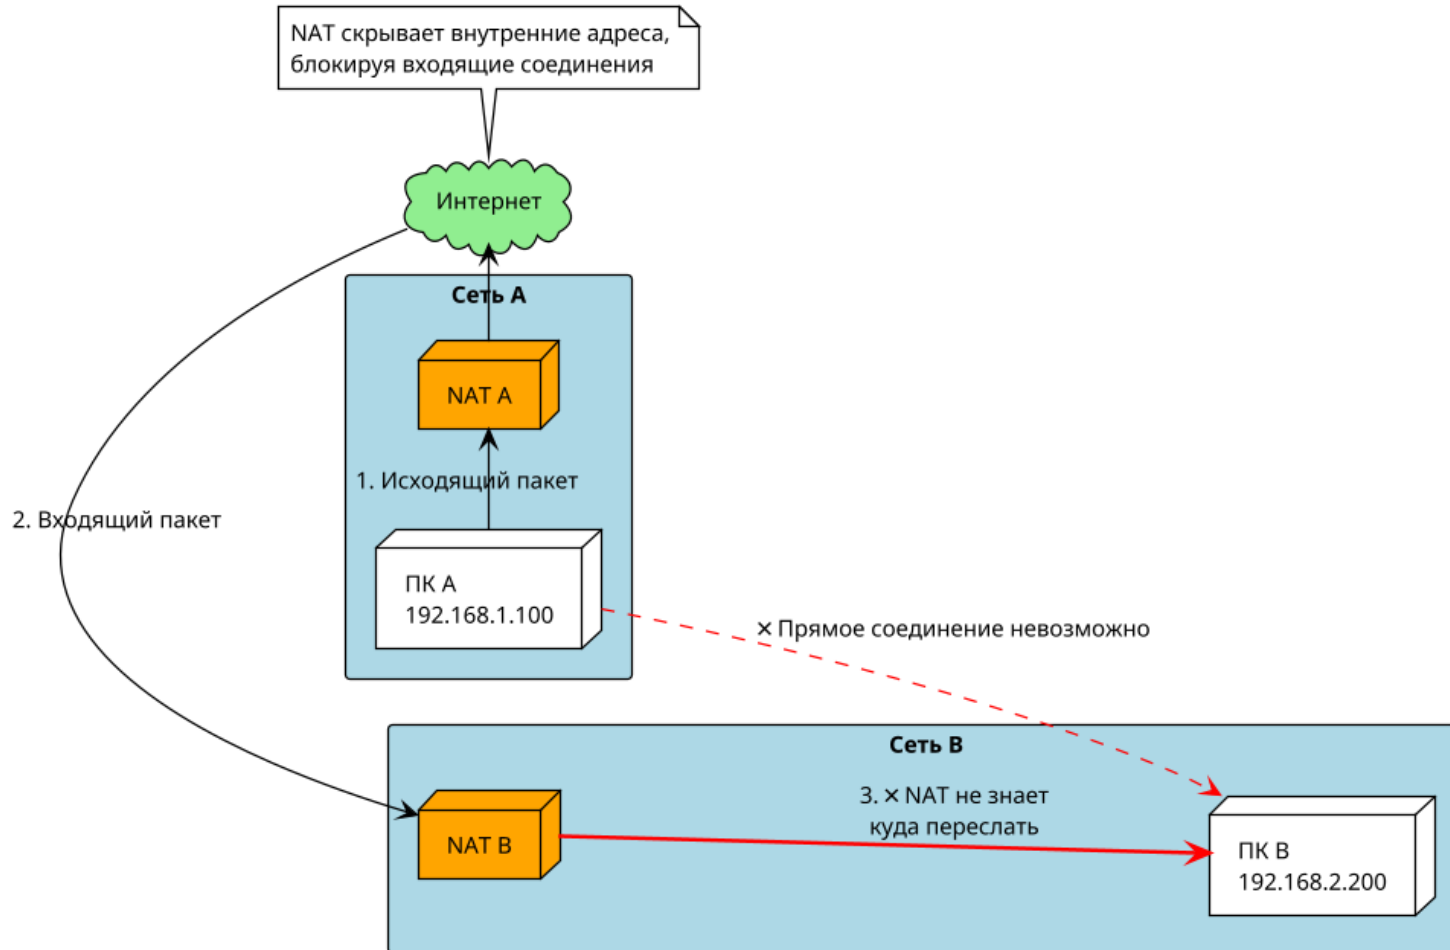 NAT скрывает внутренние адреса,
блокируя входящие соединения
Интернет
Сеть A
NAT A
1. Исходящий пакет
2. Входящий пакет
ПК A
192.168.1.100
× Прямое соединение невозможно
Сеть B
3. × NAT не знает
куда переслать
NAT B
ПК B
192.168.2.200